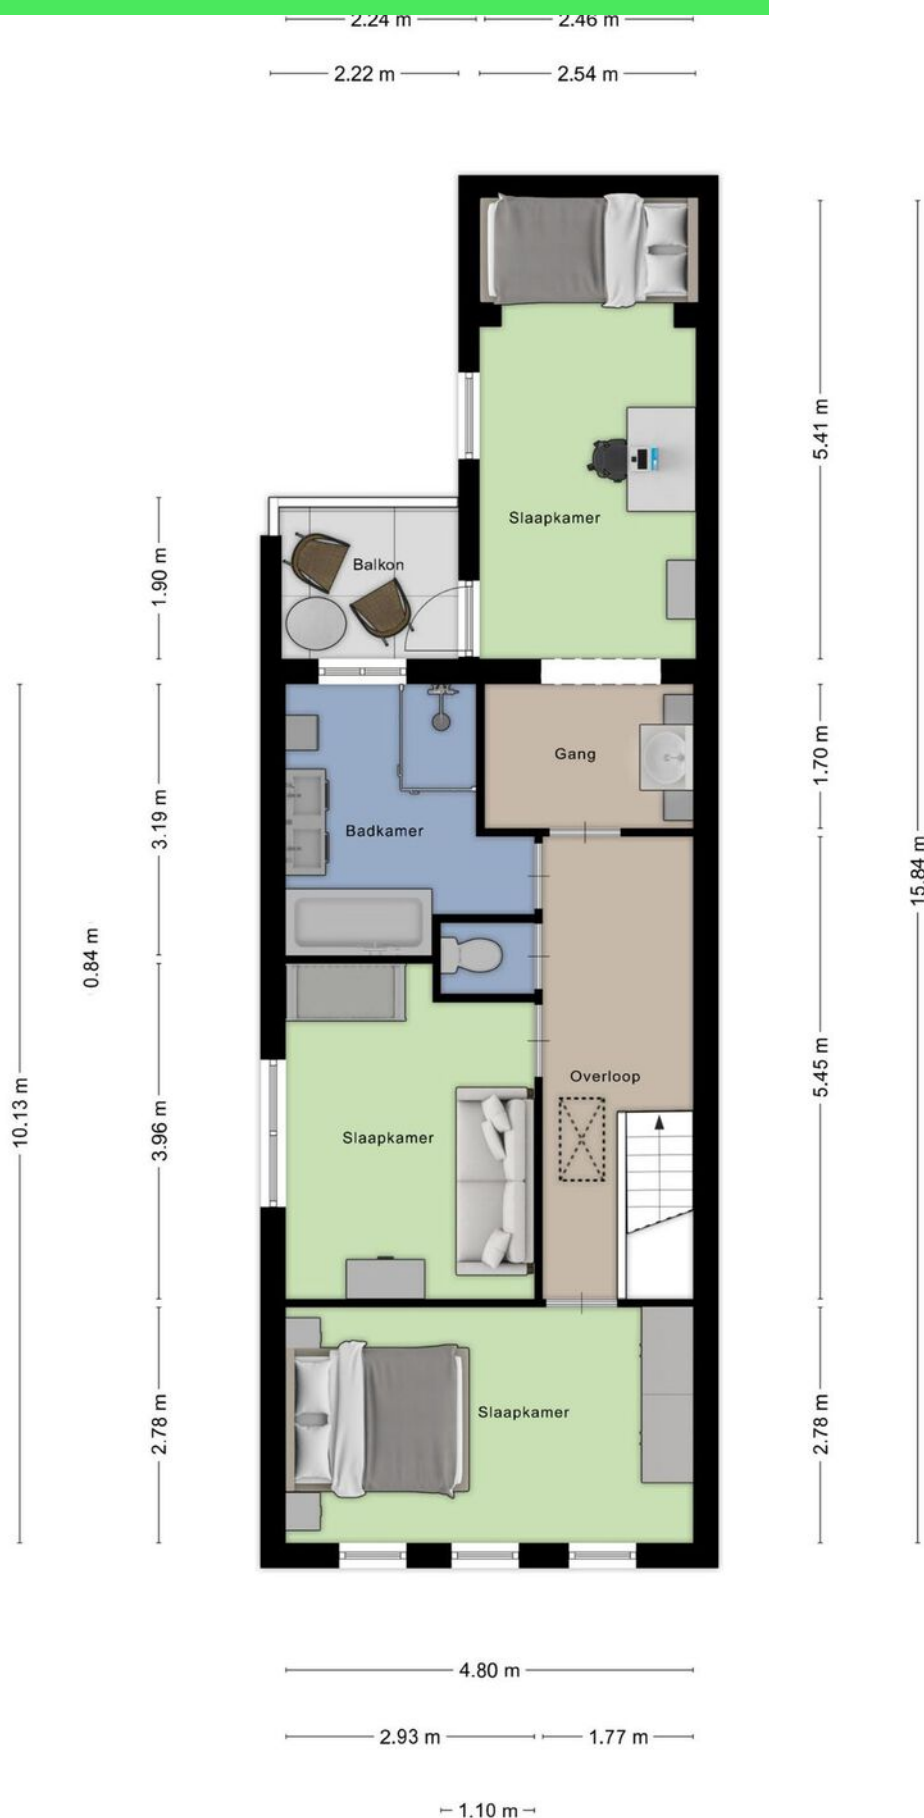 2.24 m
2.46 m
2.22 m
2.54 m
5.41 m
Slaapkamer
Balkon
1.90 m
Gang
1.70 m
Badkamer
3.19 m
15.84 m
0.84 m
Overloop
5.45 m
10.13 m
3.96 m
Slaapkamer
Slaapkamer
2.78 m
2.78 m
4.80 m
2.93 m
1.77 m
1.10 m